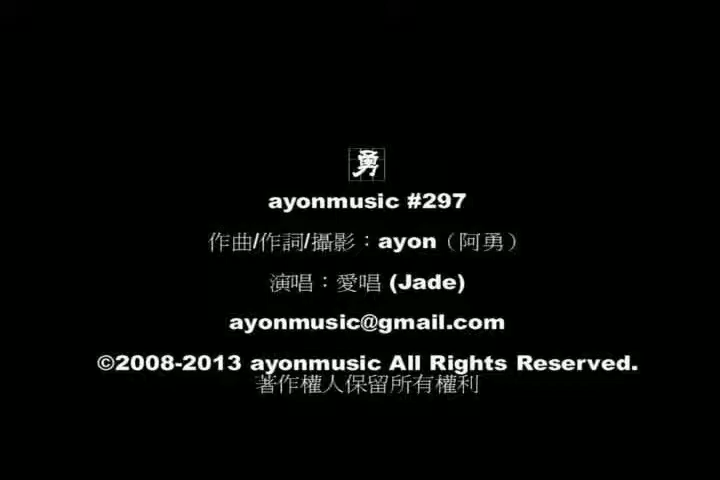 勇
ayonmusic #297
作曲/作詞/攝影：ayon（阿勇）
演唱：愛唱 (Jade)
ayonmusic@gmail.com
©2008-2013 ayonmusic All Rights Reserved.
著作權人保留所有權利